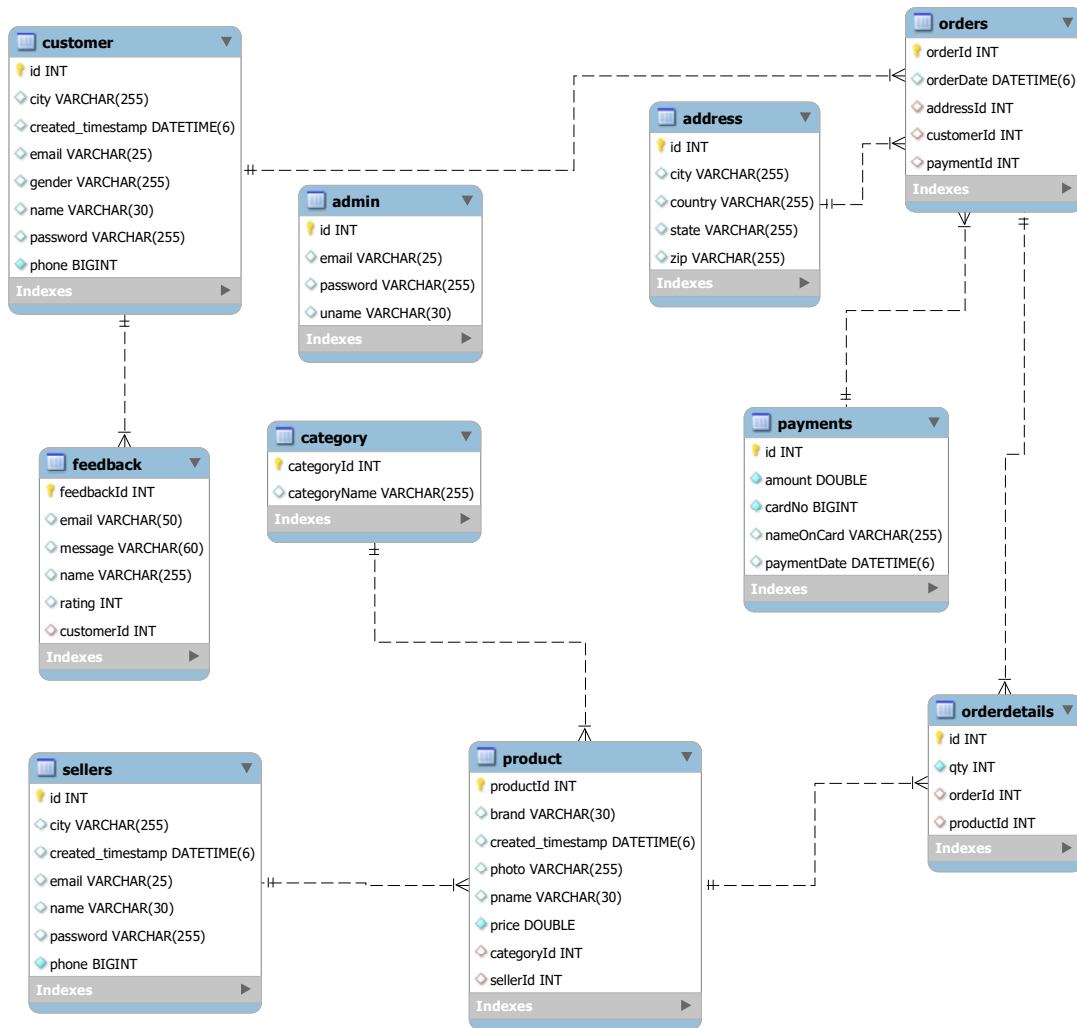 customer
id INT
city VARCHAR(255)
created_timestamp DATETIME(6)
email VARCHAR(25)
gender VARCHAR(255)
name VARCHAR(30)
password VARCHAR(255)
phone BIGINT
Indexes
admin
id INT
email VARCHAR(25)
password VARCHAR(255)
uname VARCHAR(30)
Indexes
address
id INT
city VARCHAR(255)
country VARCHAR(255)
state VARCHAR(255)
zip VARCHAR(255)
Indexes
orders
orderId INT
orderDate DATETIME(6)
addressId INT
customerId INT
paymentId INT
Indexes
feedback
feedbackId INT
email VARCHAR(50)
message VARCHAR(60)
name VARCHAR(255)
rating INT
customerId INT
Indexes
category
categoryId INT
categoryName VARCHAR(255)
Indexes
payments
id INT
amount DOUBLE
cardNo BIGINT
nameOnCard VARCHAR(255)
paymentDate DATETIME(6)
Indexes
sellers
id INT
city VARCHAR(255)
created_timestamp DATETIME(6)
email VARCHAR(25)
name VARCHAR(30)
password VARCHAR(255)
phone BIGINT
Indexes
product
productId INT
brand VARCHAR(30)
created_timestamp DATETIME(6)
photo VARCHAR(255)
pname VARCHAR(30)
price DOUBLE
categoryId INT
sellerId INT
Indexes
orderdetails
id INT
qty INT
orderId INT
productId INT
Indexes